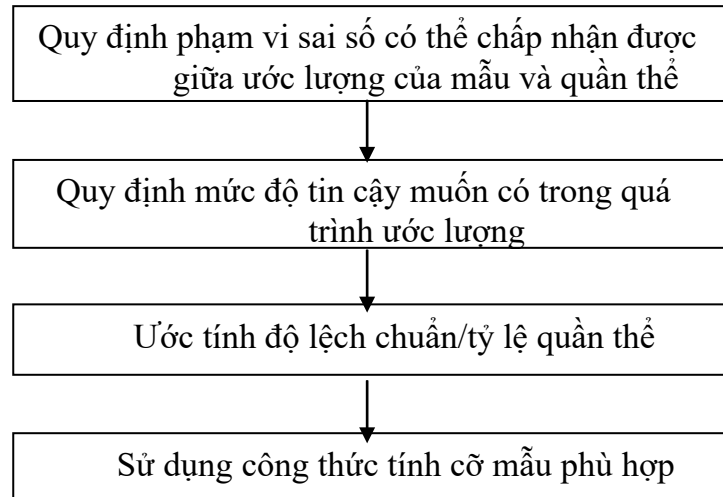 Quy định phạm vi sai số có thể chấp nhận được
giữa ước lượng của mẫu và quần thể
Quy định mức độ tin cậy muốn có trong quá
trình ước lượng
Ước tính độ lệch chuẩn/tỷ lệ quần thể
Sử dụng công thức tính cỡ mẫu phù hợp